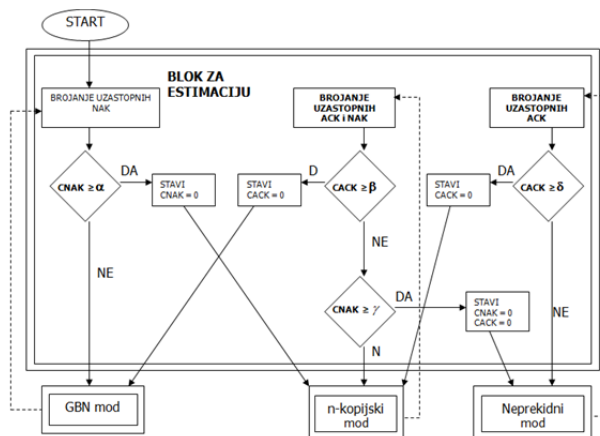 START
BLOK ZA
ESTIMACIJU
BROJANJE UZASTOPNIH
NAK
BROJANJE
UZASTOPNIH
ACK i NAK
BROJANJE
UZASTOPNIH
ACK
CNAK ≥ α
DA
STAVI
CNAK = 0
STAVI
CACK = 0
D
CACK ≥ β
STAVI
CACK = 0
DA
CACK ≥ δ
NE
NE
CNAK ≥ γ
DA
STAVI
CNAK = 0
CACK = 0
NE
N
GBN mod
n-kopijski
mod
Neprekidni
mod